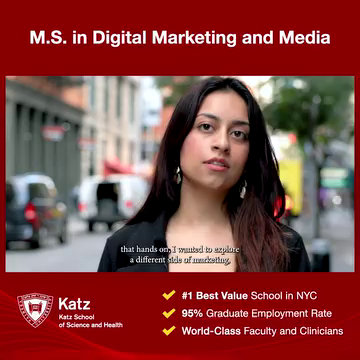 M.S. in Digital Marketing and Media
that hands on, I wanted to explore
a different side of marketing.
Katz
Katz School
of Science and Health
#1 Best Value School in NYC
95% Graduate Employment Rate
World-Class Faculty and Clinicians